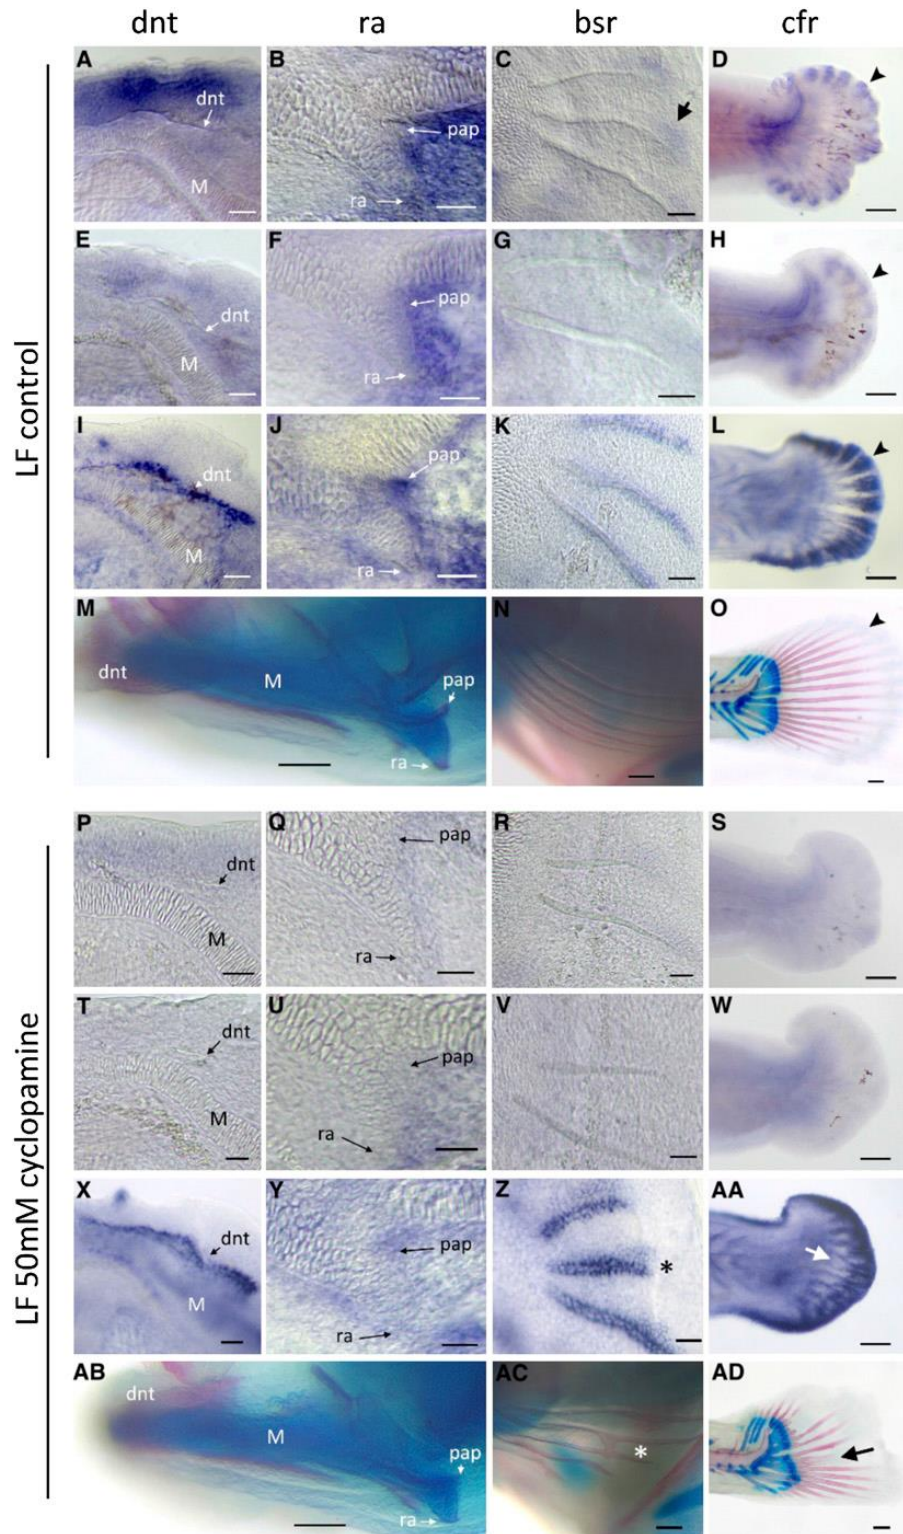 dnt ra bsr cfr
LF control
A dnt M
B pap ra
C
D
E dnt M
F pap ra
G
H
I dnt M
J pap ra
K
L
M dnt M pap ra
N
O
LF 50mM cyclopamine
P dnt M
Q pap ra
R
S
T dnt M
U pap ra
V
W
X dnt M
Y pap ra
Z *
AA
AB dnt M pap ra
AC *
AD